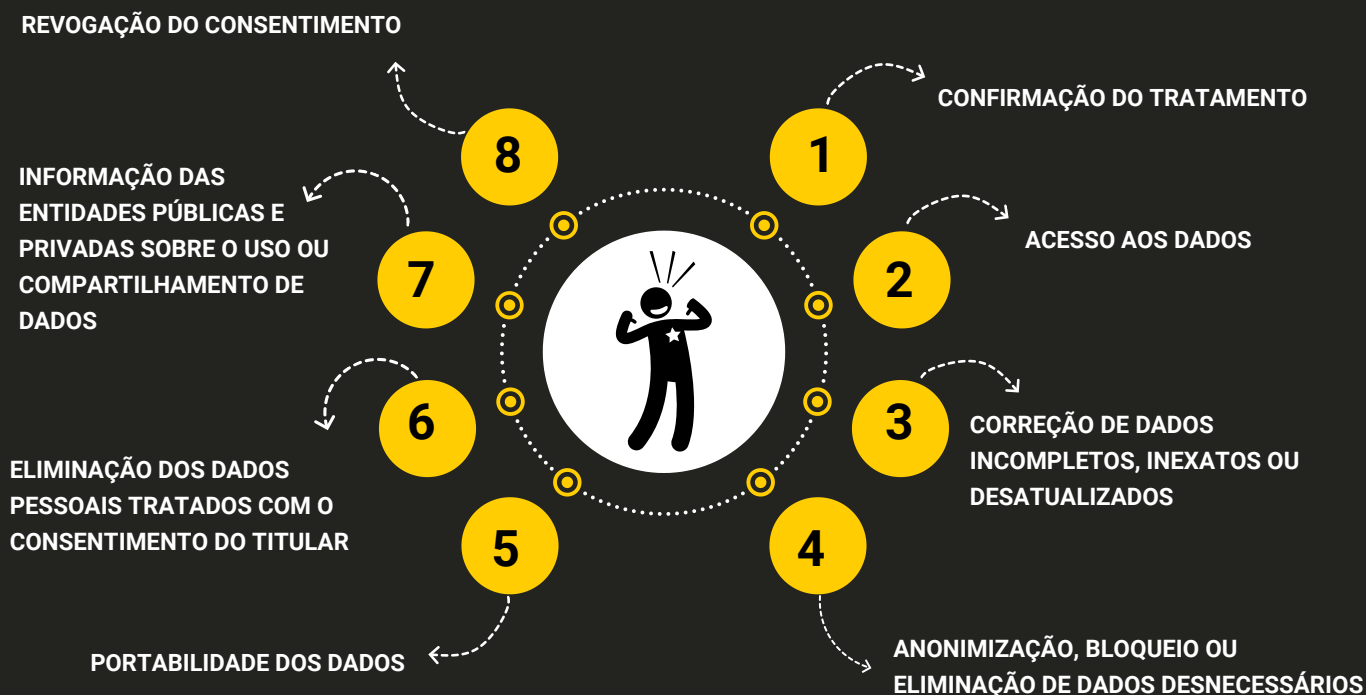 REVOGAÇÃO DO CONSENTIMENTO
8
1
CONFIRMAÇÃO DO TRATAMENTO
INFORMAÇÃO DAS
ENTIDADES PÚBLICAS E
PRIVADAS SOBRE O USO OU
COMPARTILHAMENTO DE
DADOS
7
2
ACESSO AOS DADOS
6
3
CORREÇÃO DE DADOS
INCOMPLETOS, INEXATOS OU
DESATUALIZADOS
ELIMINAÇÃO DOS DADOS
PESSOAIS TRATADOS COM O
CONSENTIMENTO DO TITULAR
5
4
PORTABILIDADE DOS DADOS
ANONIMIZAÇÃO, BLOQUEIO OU
ELIMINAÇÃO DE DADOS DESNECESSÁRIOS